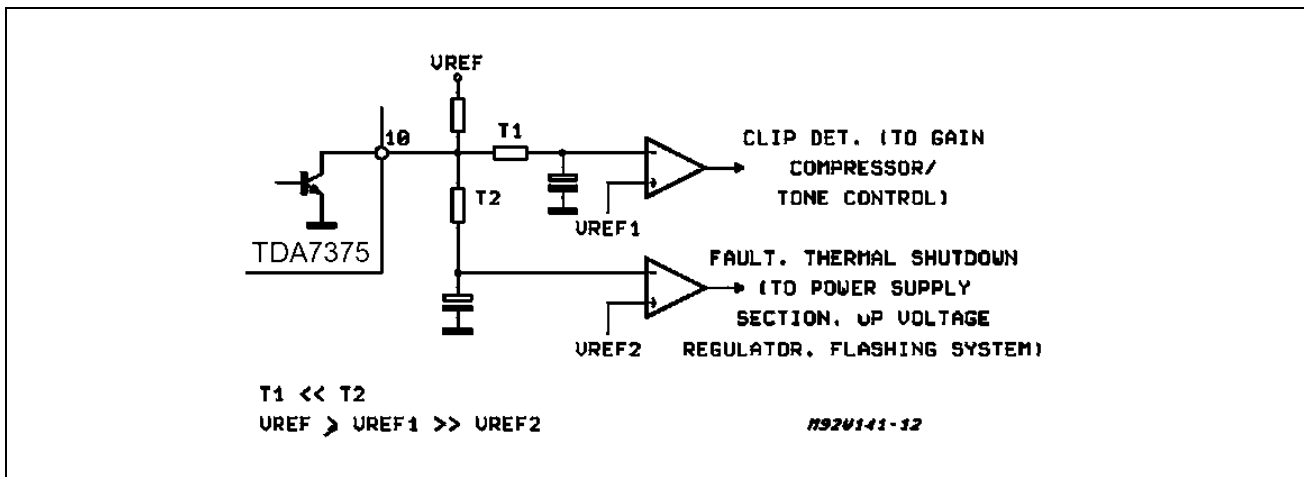 VREF
10
T1
T2
TDA7375
VREF1
VREF2
CLIP DET. (TO GAIN
COMPRESSOR/
TONE CONTROL)
FAULT. THERMAL SHUTDOWN
(TO POWER SUPPLY
SECTION. uP VOLTAGE
REGULATOR. FLASHING SYSTEM)
T1 << T2
VREF > VREF1 >> VREF2
M92V141-12